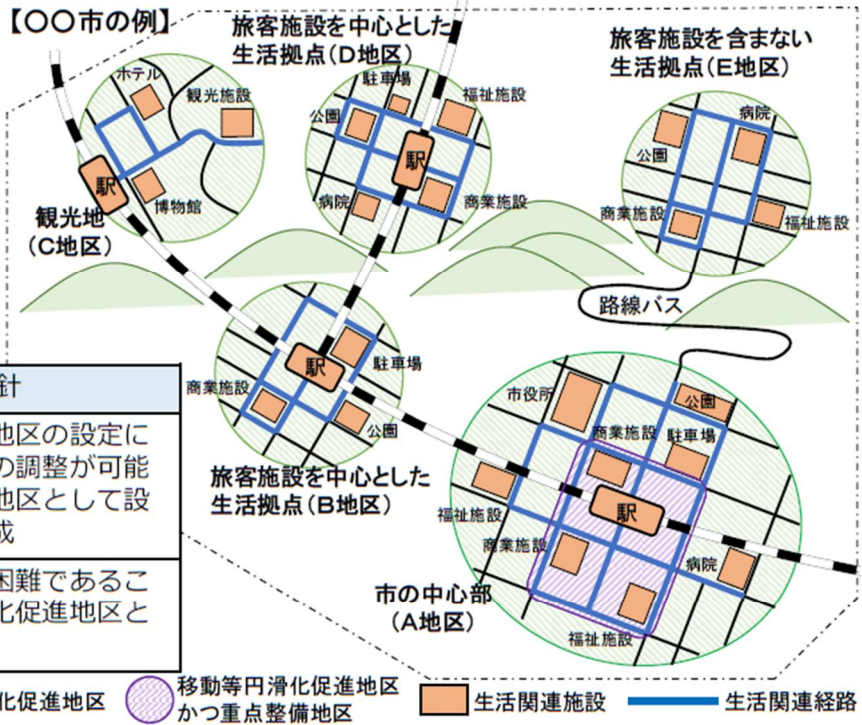 【〇〇市の例】
旅客施設を中心とした
生活拠点(D地区)
旅客施設を含まない
生活拠点(E地区)
ホテル
観光施設
駅
博物館
観光地
(C地区)
駐車場
福祉施設
公園
駅
病院
商業施設
病院
公園
商業施設
福祉施設
路線バス
駅
駐車場
商業施設
公園
旅客施設を中心とした
生活拠点(B地区)
針
地区の設定に
の調整が可能
地区として設
成
困難であるこ
化促進地区と
市役所
公園
商業施設
駐車場
福祉施設
駅
商業施設
病院
福祉施設
市の中心部
(A地区)
化促進地区
移動等円滑化促進地区
かつ重点整備地区
生活関連施設
生活関連経路